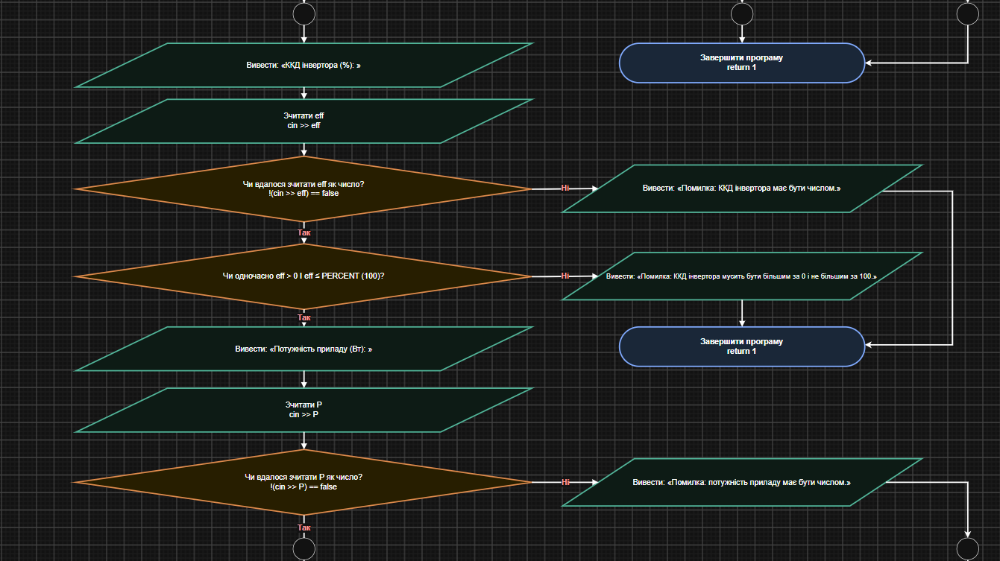 Завершити програму
return 1
Вивести: «ККД інвертора (%): »
Зчитати eff
cin >> eff
Чи вдалося зчитати eff як число?
!(cin >> eff) == false
Ні
Вивести: «Помилка: ККД інвертора має бути числом.»
Так
Чи одночасно eff > 0 І eff ≤ PERCENT (100)?
Ні
Вивести: «Помилка: ККД інвертора мусить бути більшим за 0 і не більшим за 100.»
Так
Завершити програму
return 1
Вивести: «Потужність приладу (Вт): »
Зчитати P
cin >> P
Чи вдалося зчитати P як число?
!(cin >> P) == false
Ні
Вивести: «Помилка: потужність приладу має бути числом.»
Так